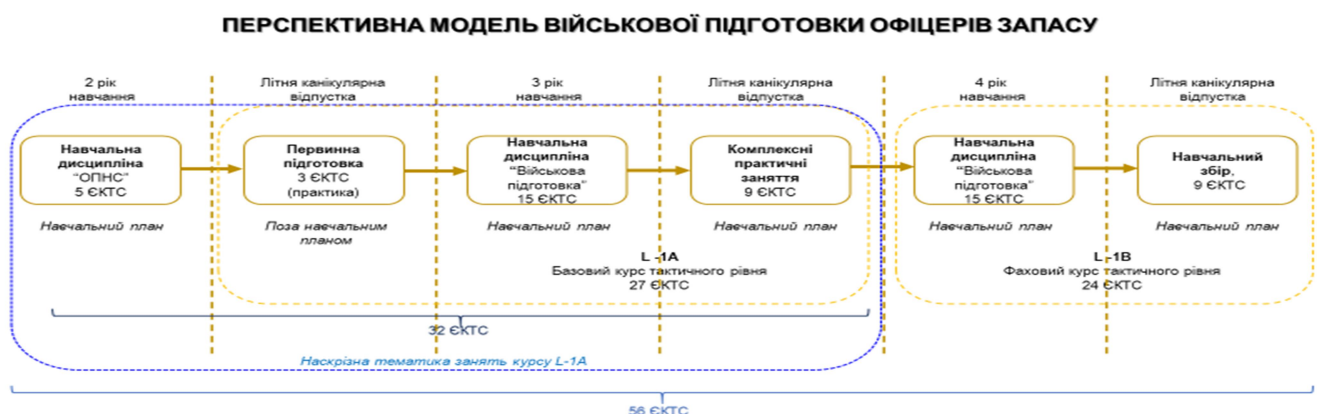 ПЕРСПЕКТИВНА МОДЕЛЬ ВІЙСЬКОВОЇ ПІДГОТОВКИ ОФІЦЕРІВ ЗАПАСУ
2 рік
навчання
Літня канікулярна
відпустка
3 рік
навчання
Літня канікулярна
відпустка
4 рік
навчання
Літня канікулярна
відпустка
Навчальна
дисципліна
"ОПНС"
5 ЄКТС
Первинна
підготовка
3 ЄКТС
(практика)
Навчальна
дисципліна
"Військова
підготовка"
15 ЄКТС
Комплексні
практичні
заняття
9 ЄКТС
Навчальна
дисципліна
"Військова
підготовка"
15 ЄКТС
Навчальний
збір,
9 ЄКТС
Навчальний план
Поза навчальним
планом
Навчальний план
Навчальний план
Навчальний план
Навчальний план
L -1А
Базовий курс тактичного рівня
27 ЄКТС
L -1В
Фаховий курс тактичного рівня
24 ЄКТС
32 ЄКТС
Наскрізна тематика занять курсу L-1А
56 ЄКТС